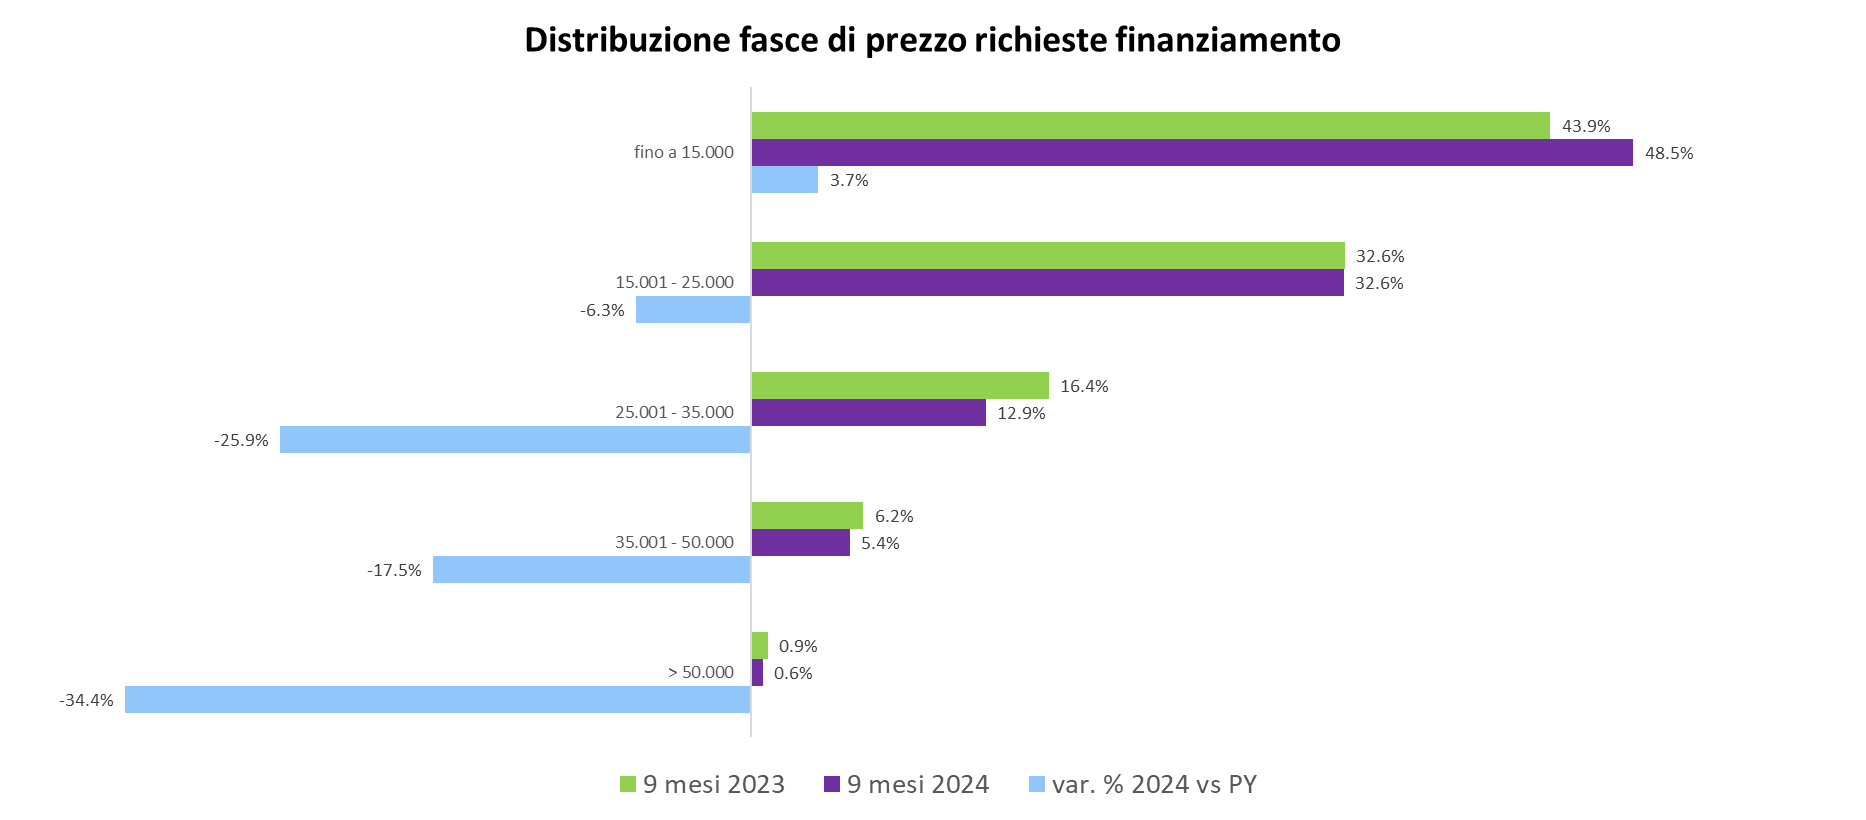 Distribuzione fasce di prezzo richieste finanziamento
43.9%
fino a 15.000
48.5%
3.7%
32.6%
15.001 - 25.000
32.6%
-6.3%
16.4%
25.001 - 35.000
12.9%
-25.9%
6.2%
35.001 - 50.000
5.4%
-17.5%
0.9%
> 50.000
0.6%
-34.4%
9 mesi 2023 9 mesi 2024 var. % 2024 vs PY